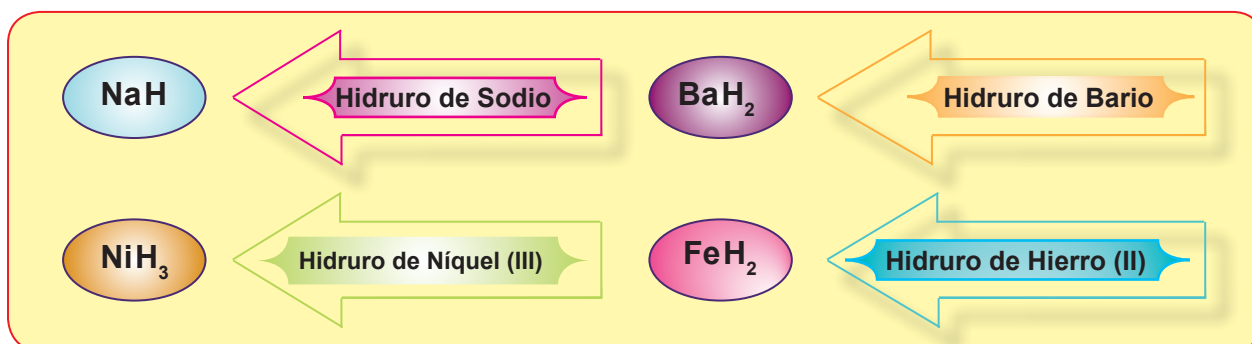 NaH
Hidruro de Sodio
BaH₂
Hidruro de Bario
NiH₃
Hidruro de Níquel (III)
FeH₂
Hidruro de Hierro (II)